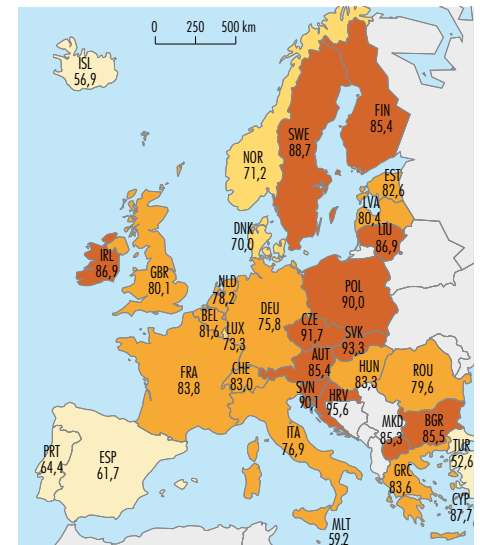 0 250 500 km
ISL
56,9
FIN
85,4
SWE
88,7
NOR
71,2
EST
82,6
LVA
80,4
DNK
70,0
LTU
86,9
IRL
86,9
GBR
80,1
NLD
78,2
POL
90,0
BEL
81,6
DEU
75,8
LUX
73,3
CZE
91,7
SVK
93,3
AUT
85,4
HUN
83,3
ROU
79,6
FRA
83,8
CHE
83,0
SVN
90,1
HRV
95,6
MKD
85,3
BGR
85,5
ITA
76,9
TUR
52,6
PRT
64,4
ESP
61,7
GRC
83,6
CYP
87,7
MLT
59,2